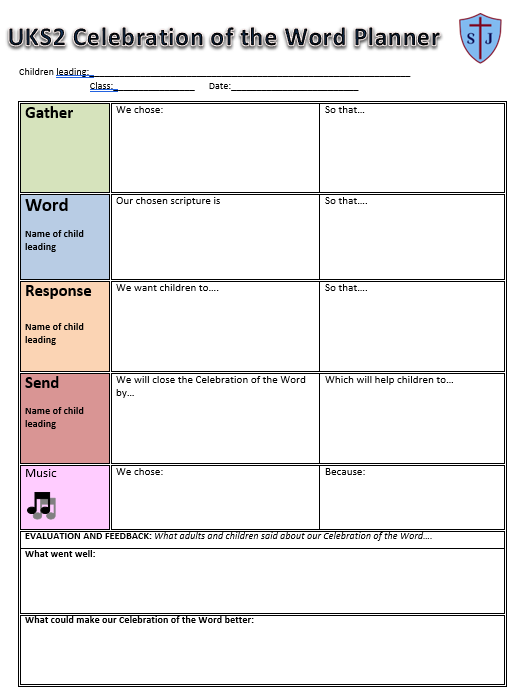 UKS2 Celebration of the Word Planner
S J
Children leading:_
Class:_ Date:
Gather
We chose:
So that...
Word
Name of child
leading
Our chosen scripture is
So that....
Response
Name of child
leading
We want children to....
So that....
Send
Name of child
leading
We will close the Celebration of the Word
by...
Which will help children to...
Music
We chose:
Because:
EVALUATION AND FEEDBACK: What adults and children said about our Celebration of the Word....
What went well:
What could make our Celebration of the Word better: